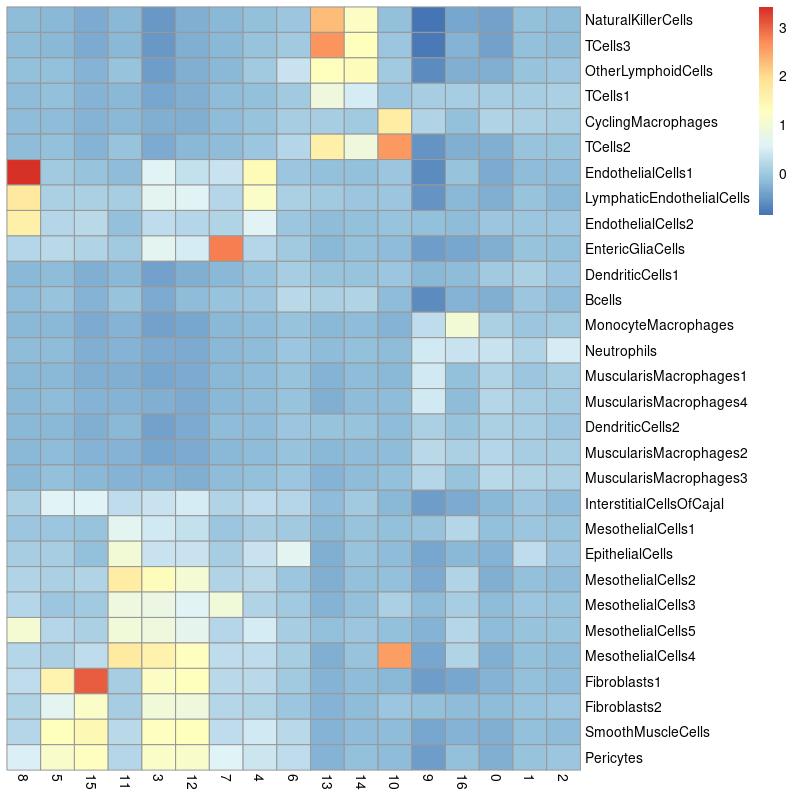 NaturalKillerCells
TCells3
OtherLymphoidCells
TCells1
CyclingMacrophages
TCells2
EndothelialCells1
LymphaticEndothelialCells
EndothelialCells2
EntericGliaCells
DendriticCells1
Bcells
MonocyteMacrophages
Neutrophils
MuscularisMacrophages1
MuscularisMacrophages4
DendriticCells2
MuscularisMacrophages2
MuscularisMacrophages3
InterstitialCellsOfCajal
MesothelialCells1
EpithelialCells
MesothelialCells2
MesothelialCells3
MesothelialCells5
MesothelialCells4
Fibroblasts1
Fibroblasts2
SmoothMuscleCells
Pericytes
3
2
1
0
8 5 15 11 3 12 7 4 6 13 14 10 9 16 0 1 2